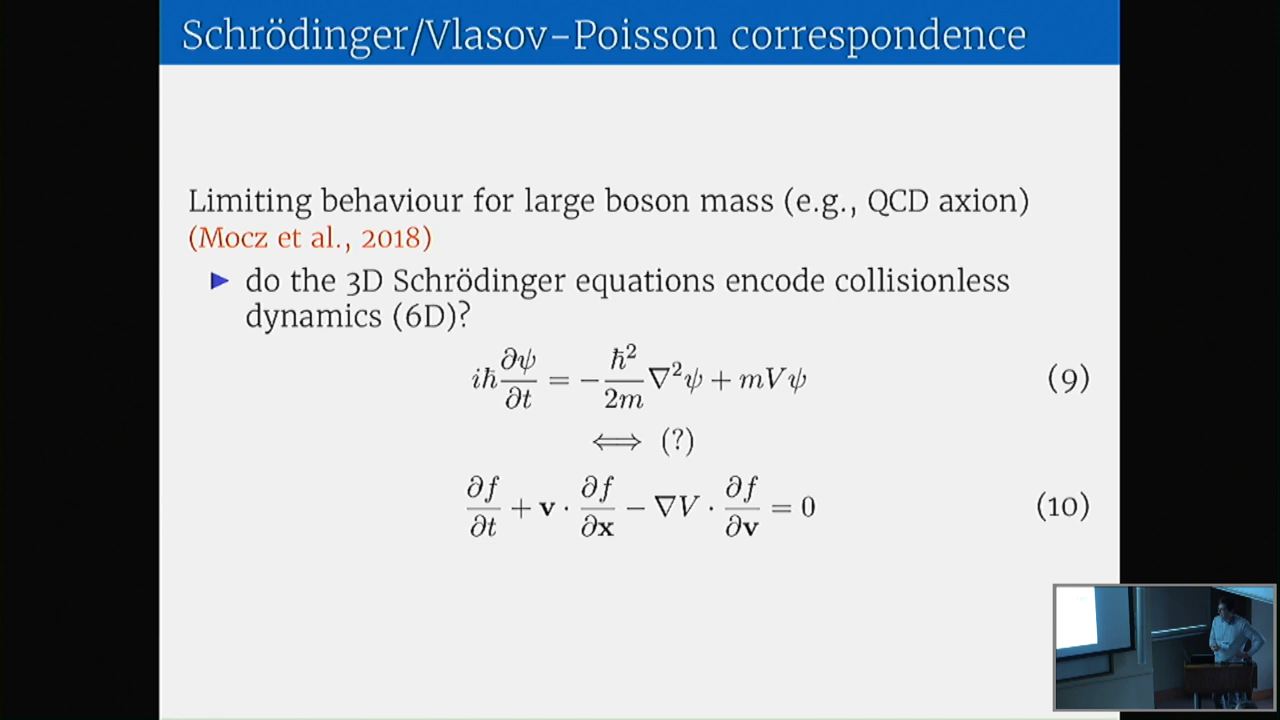 Schrödinger/Vlasov–Poisson correspondence
Limiting behaviour for large boson mass (e.g., QCD axion)
(Mocz et al., 2018)
▶ do the 3D Schrödinger equations encode collisionless
dynamics (6D)?
iħ ∂ψ/∂t = −ħ²/2m ∇²ψ + mVψ (9)
⟺ (?)
∂f/∂t + v · ∂f/∂x − ∇V · ∂f/∂v = 0 (10)